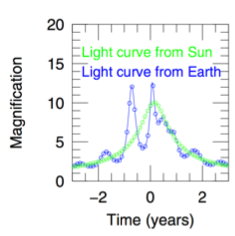 20
Light curve from Sun
Light curve from Earth
15
Magnification
10
5
0
−2 0 2
Time (years)